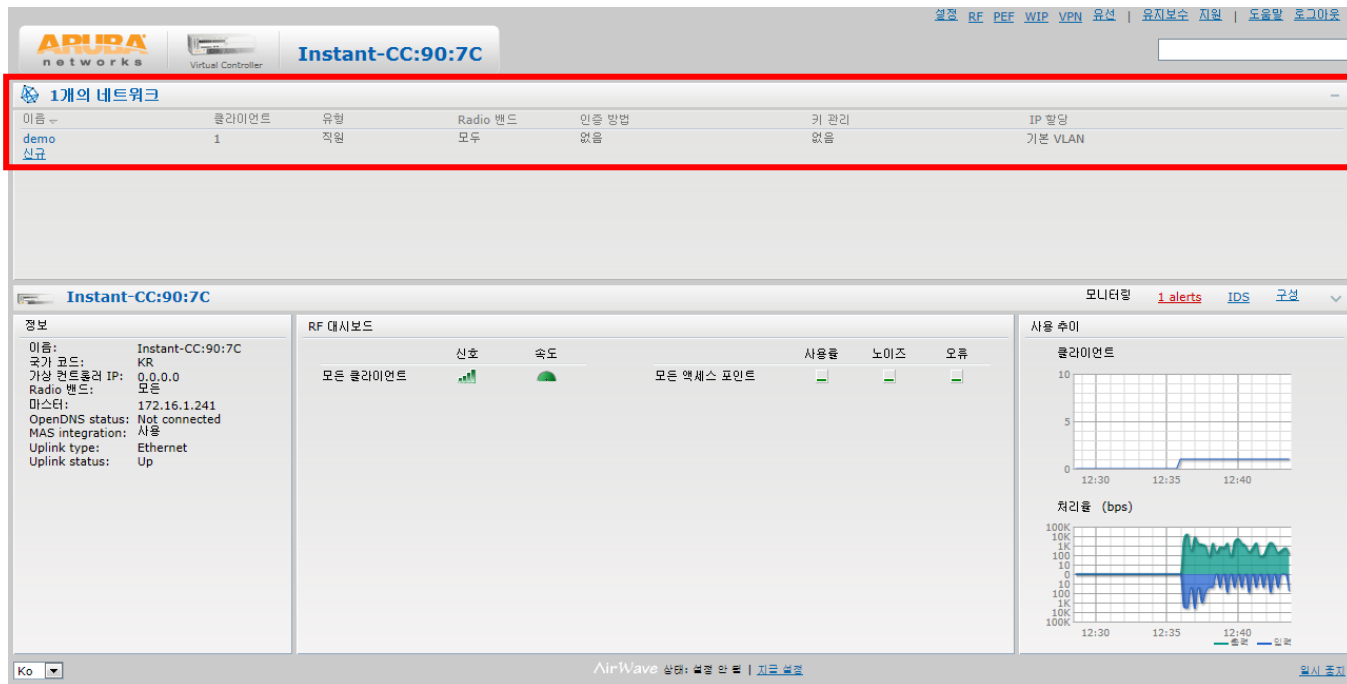 설정 RF PEF WIP VPN 유선 | 유지보수 지원 | 도움말 로그아웃
ARUBA networks
Virtual Controller
Instant-CC:90:7C
1개의 네트워크
이름 클라이언트 유형 Radio 밴드 인증 방법 키 관리 IP 할당
demo 1 직원 모두 없음 없음 기본 VLAN
신규
Instant-CC:90:7C
모니터링 1 alerts IDS 구성
정보
이름: Instant-CC:90:7C
국가 코드: KR
가상 컨트롤러 IP: 0.0.0.0
Radio 밴드: 모든
마스터: 172.16.1.241
OpenDNS status: Not connected
MAS integration: 사용
Uplink type: Ethernet
Uplink status: Up
RF 대시보드
신호 속도 사용률 노이즈 오류
모든 클라이언트 모든 액세스 포인트
사용 추이
클라이언트
10
5
0
12:30 12:35 12:40
처리율 (bps)
100K
10K
1K
100
10
0
10
100
1K
10K
100K
12:30 12:35 12:40
출력 입력
Ko
AirWave 상태: 설정 안 됨 | 지금 설정
일시 중지